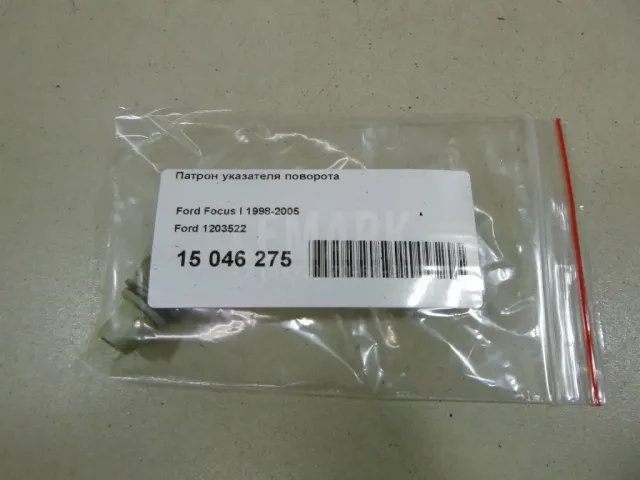 Патрон указателя поворота
Ford Focus I 1998-2005
Ford 1203522
15 046 275